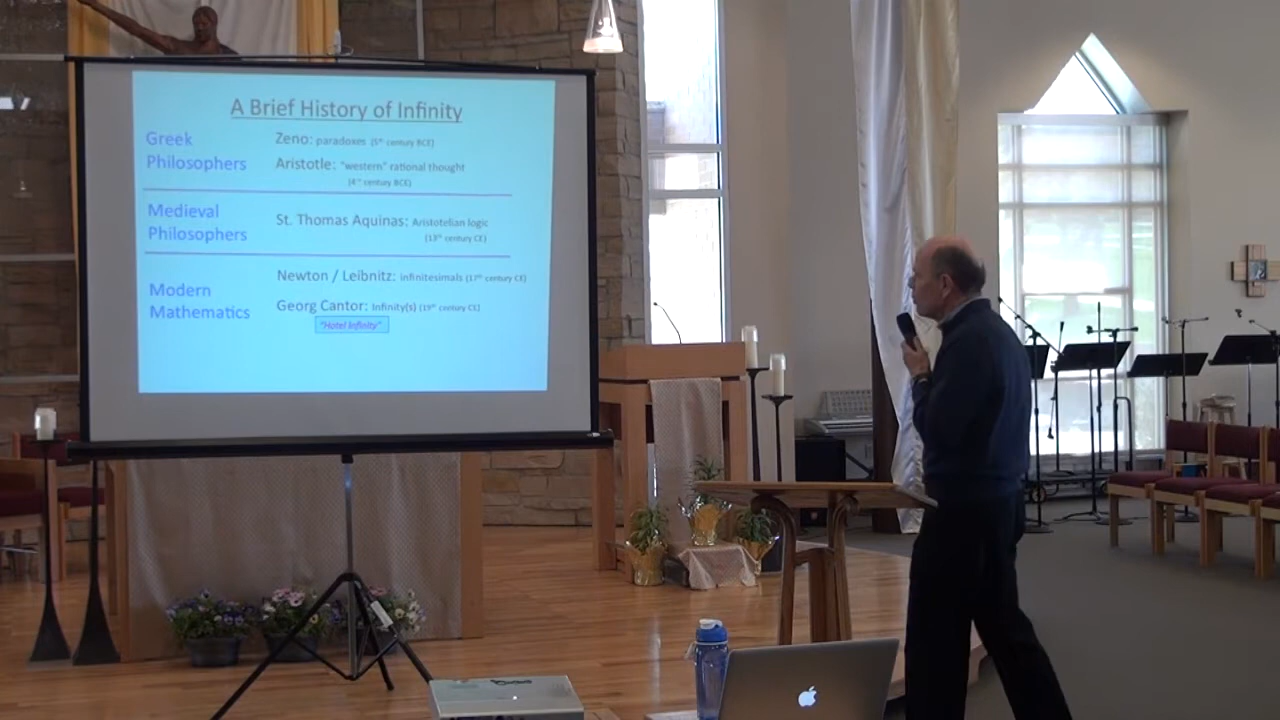 A Brief History of Infinity
Greek
Philosophers
Zeno: paradoxes (5th century BCE)
Aristotle: "western" rational thought
(4th century BCE)
Medieval
Philosophers
St. Thomas Aquinas: Aristotelian logic
(13th century CE)
Modern
Mathematics
Newton / Leibnitz: infinitesimals (17th century CE)
Georg Cantor: Infinity(s) (19th century CE)
"Hotel Infinity"